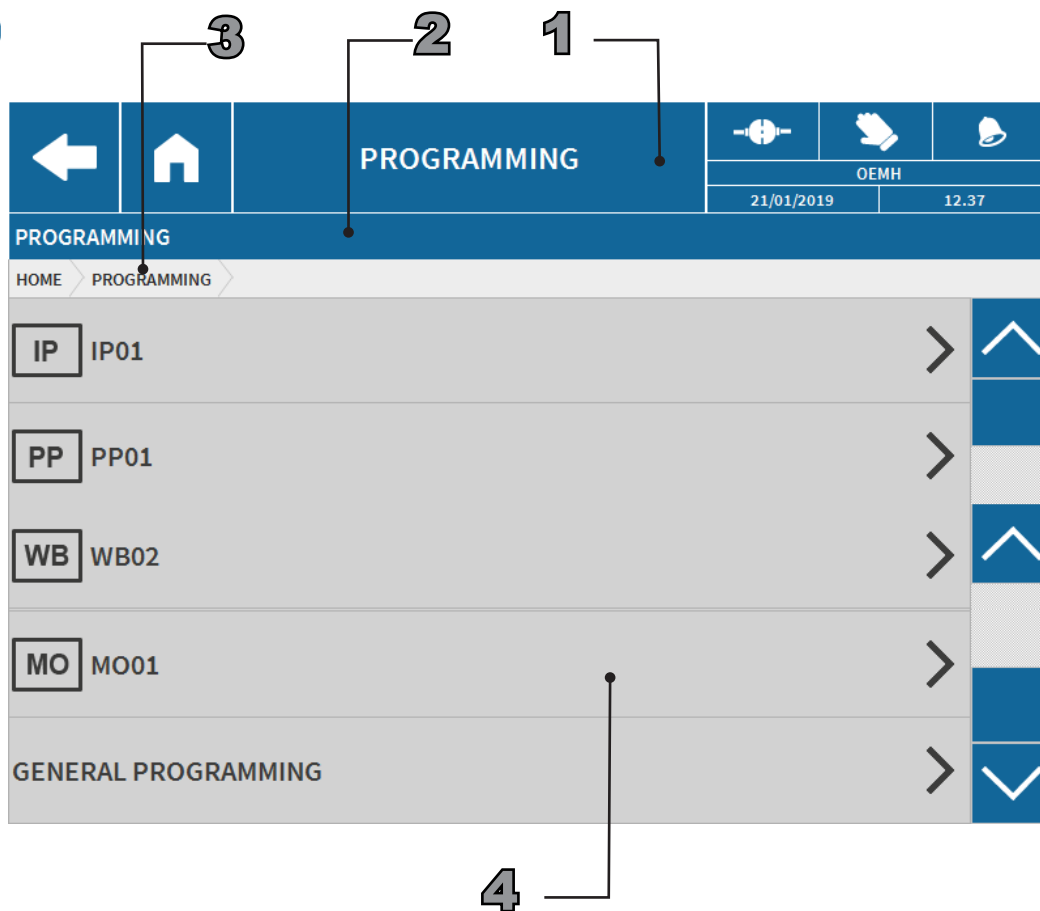 3 2 1
PROGRAMMING
OEMH
21/01/2019 12.37
PROGRAMMING
HOME PROGRAMMING
IP IP01
PP PP01
WB WB02
MO MO01
GENERAL PROGRAMMING
4